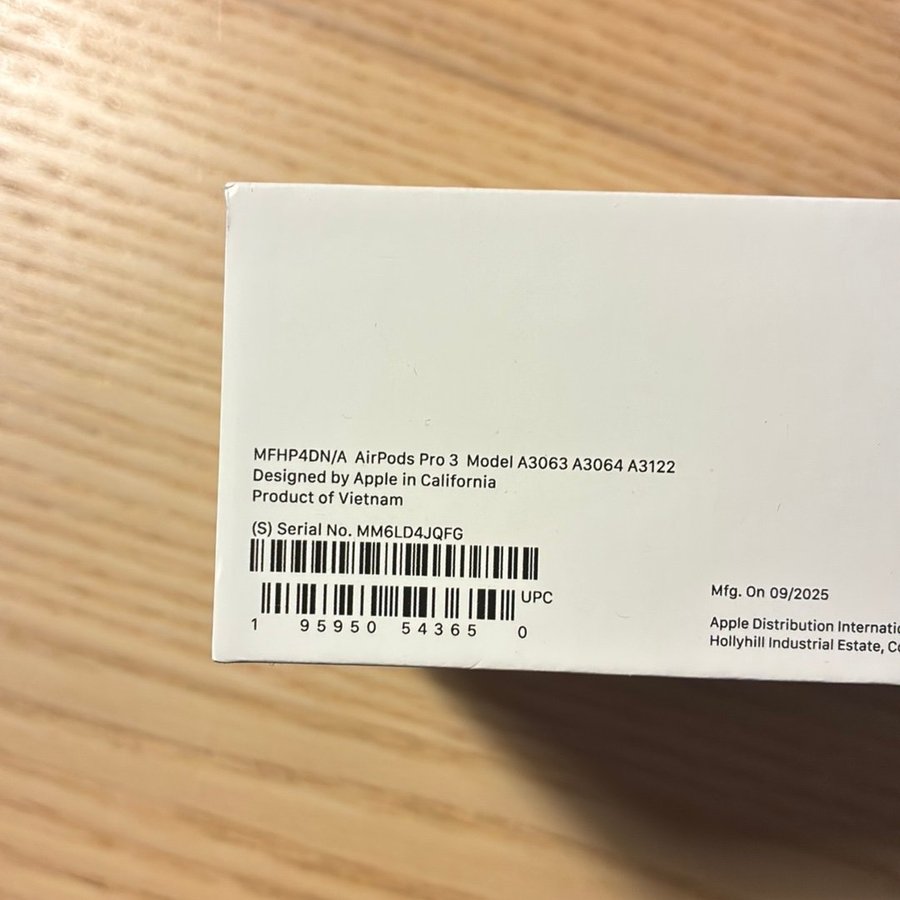 MFHP4DN/A AirPods Pro 3 Model A3063 A3064 A3122
Designed by Apple in California
Product of Vietnam
(S) Serial No. MM6LD4JQFG
UPC
1 95950 54365 0
Mfg. On 09/2025
Apple Distribution
Hollyhill Industrial Estate,